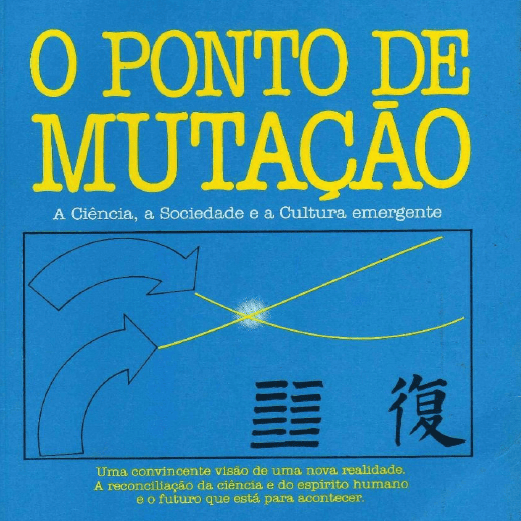 O PONTO DE
MUTAÇÃO
A Ciência, a Sociedade e a Cultura emergente
復
Uma convincente visão de uma nova realidade.
A reconciliação da ciência e do espírito humano
e o futuro que está para acontecer.